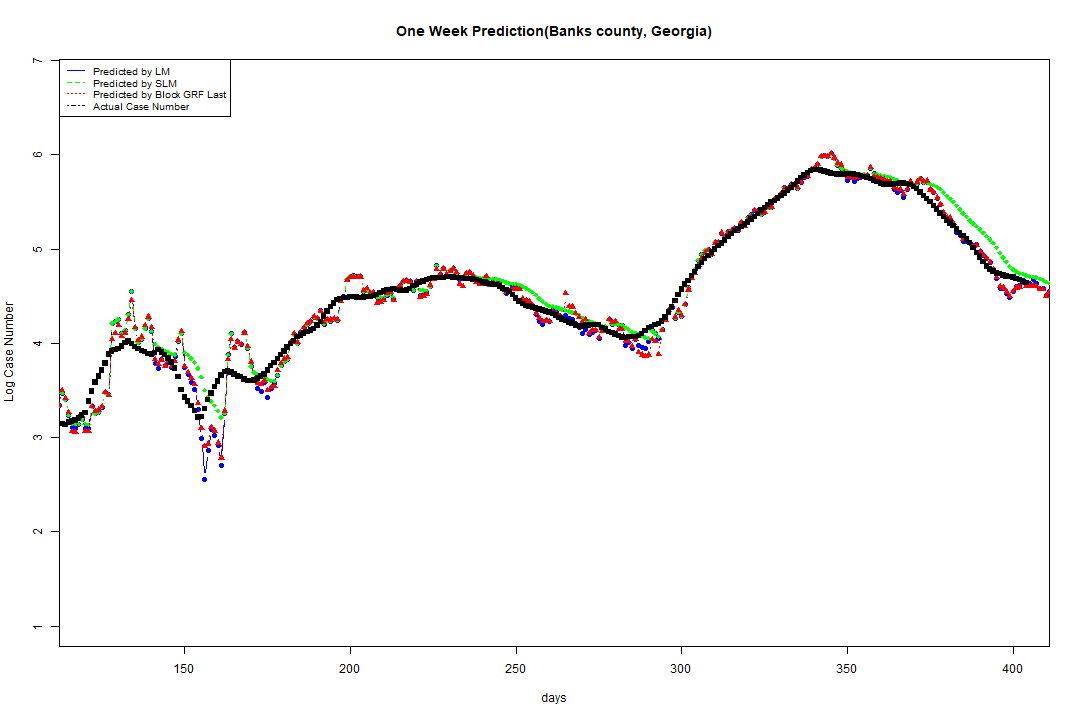 One Week Prediction(Banks county, Georgia)
Predicted by LM
Predicted by SLM
Predicted by Block GRF Last
Actual Case Number
7
6
5
4
3
2
1
Log Case Number
150 200 250 300 350 400
days